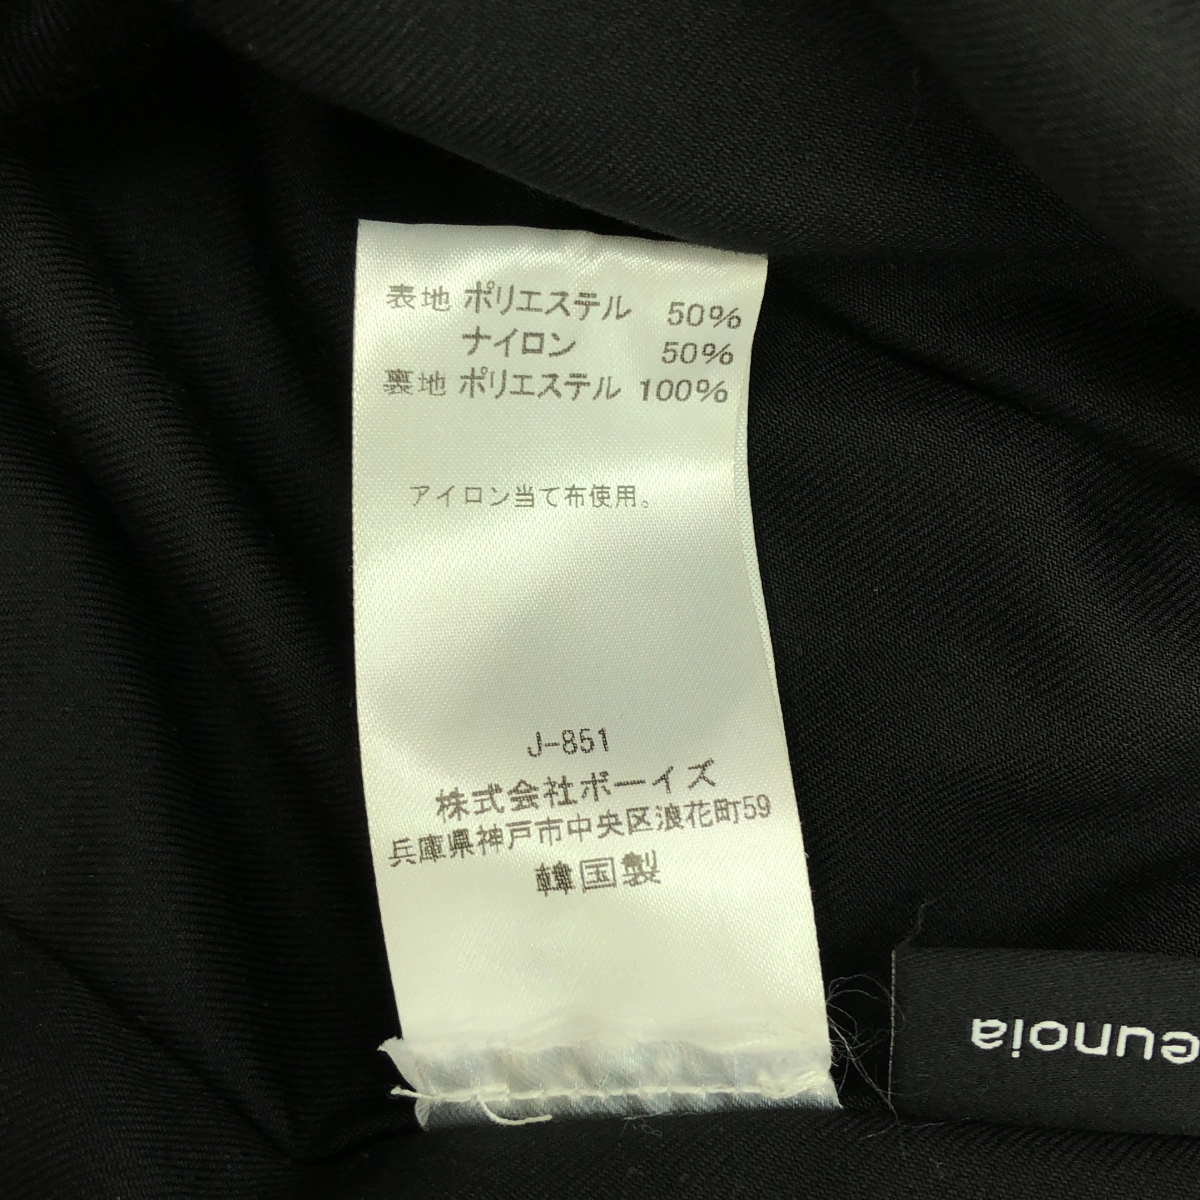 表地 ポリエステル 50%
ナイロン 50%
裏地 ポリエステル 100%
アイロン当て布使用。
J-851
株式会社ボーイズ
兵庫県神戸市中央区浪花町59
韓国製
eunoia